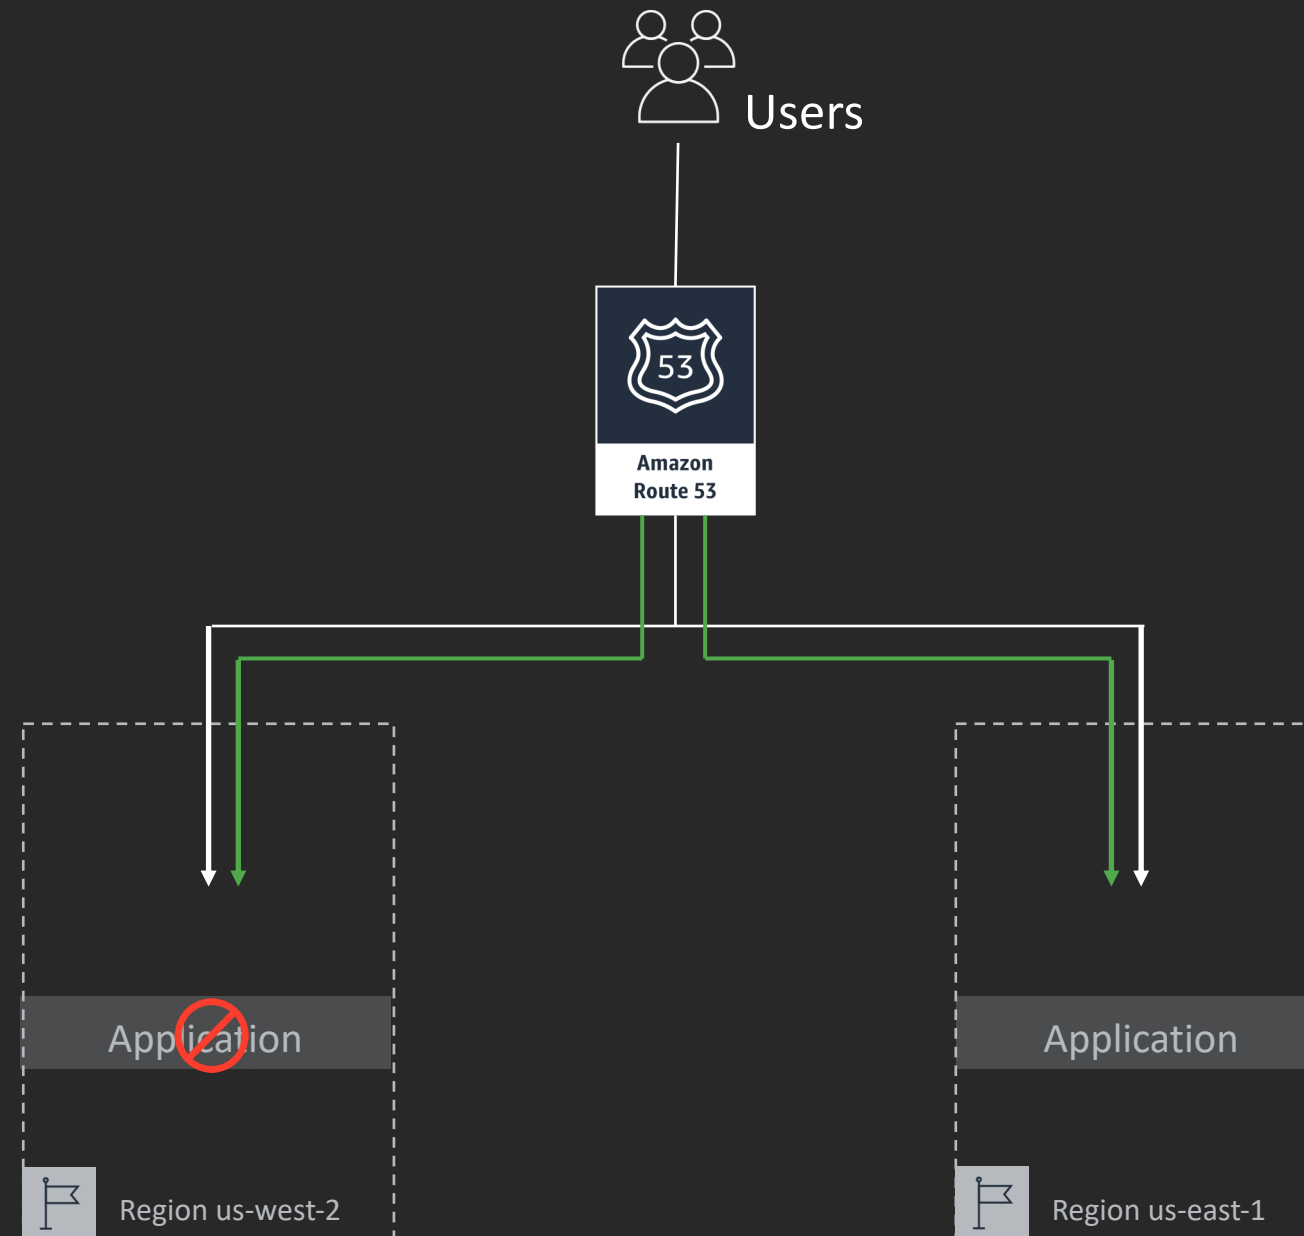 Users
53
Amazon
Route 53
Application
Application
Region us-west-2
Region us-east-1